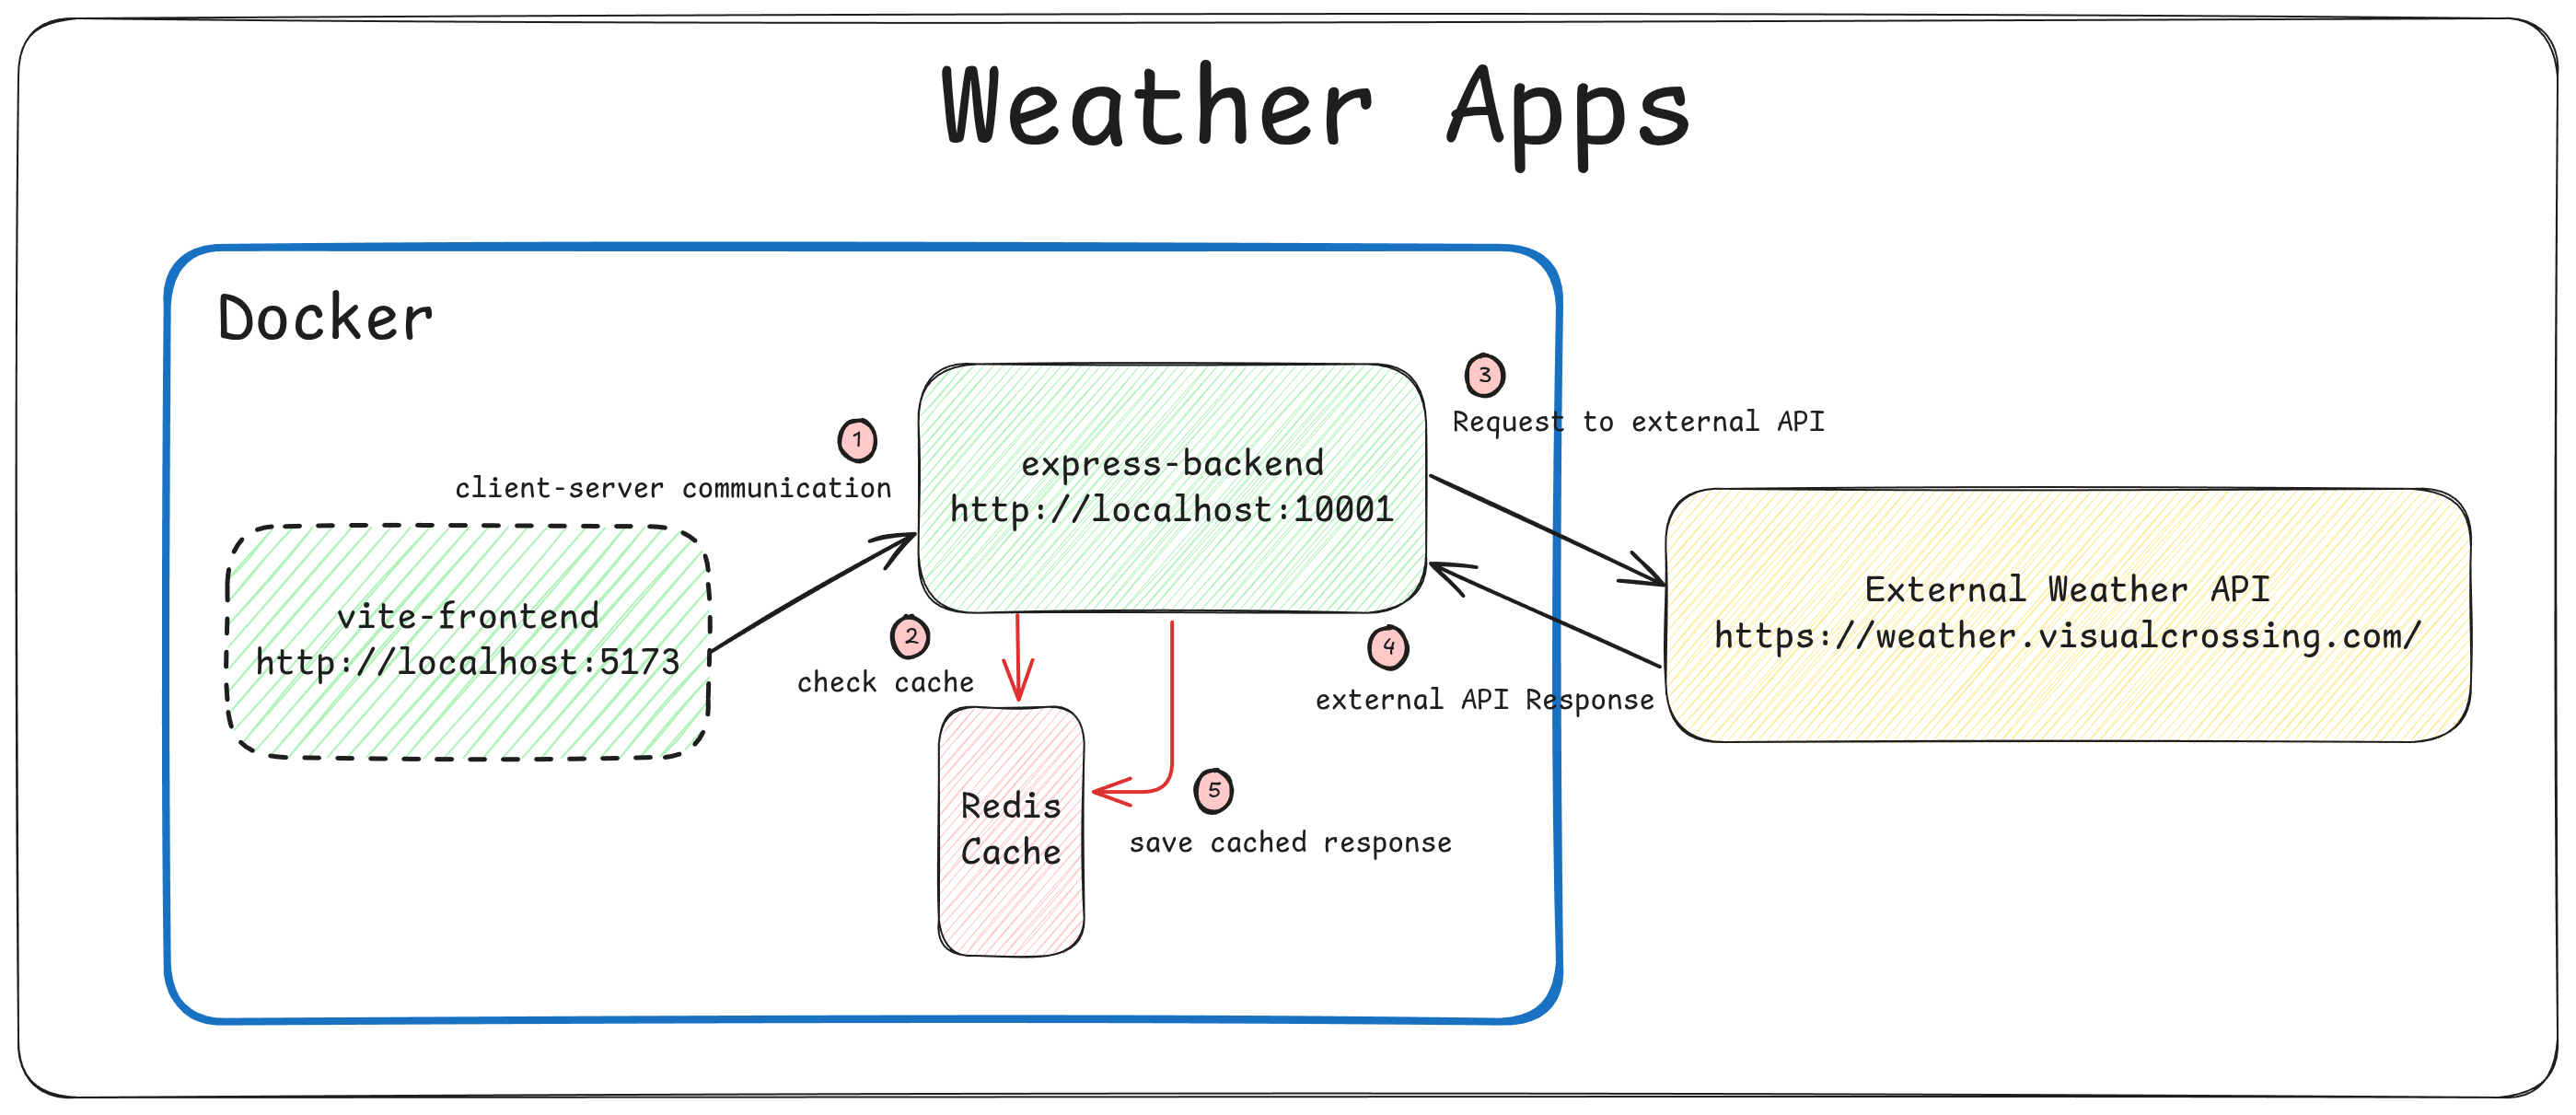 Weather Apps
Docker
1
client-server communication
vite-frontend
http://localhost:5173
express-backend
http://localhost:10001
2
check cache
Redis
Cache
3
Request to external API
External Weather API
https://weather.visualcrossing.com/
4
external API Response
5
save cached response